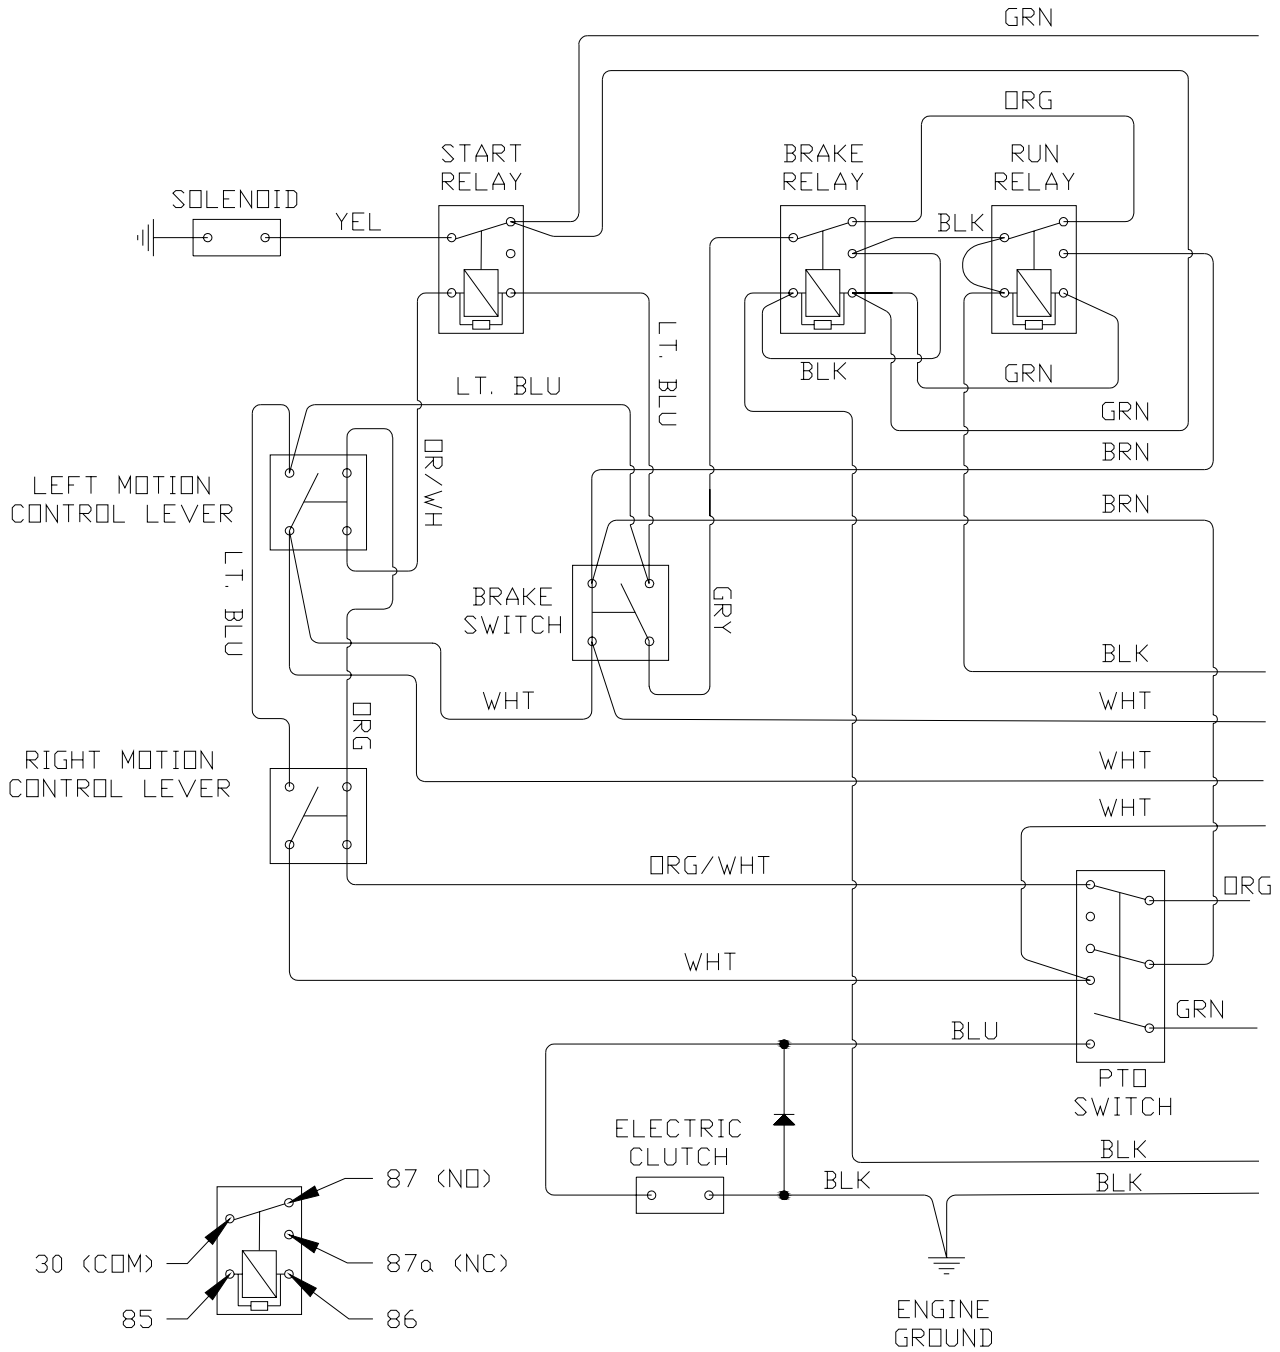 GRN
ORG
START
RELAY
BRAKE
RELAY
RUN
RELAY
SOLENOID
YEL
BLK
LT. BLU
BLK
GRN
LT. BLU
GRN
OR/WH
BRN
LEFT MOTION
CONTROL LEVER
BRN
LT. BLU
BRAKE
SWITCH
GRY
BLK
WHT
WHT
ORG
RIGHT MOTION
CONTROL LEVER
WHT
WHT
ORG/WHT
ORG
WHT
GRN
BLU
PTO
SWITCH
ELECTRIC
CLUTCH
BLK
BLK
BLK
87 (NO)
30 (COM)
87a (NC)
85
86
ENGINE
GROUND